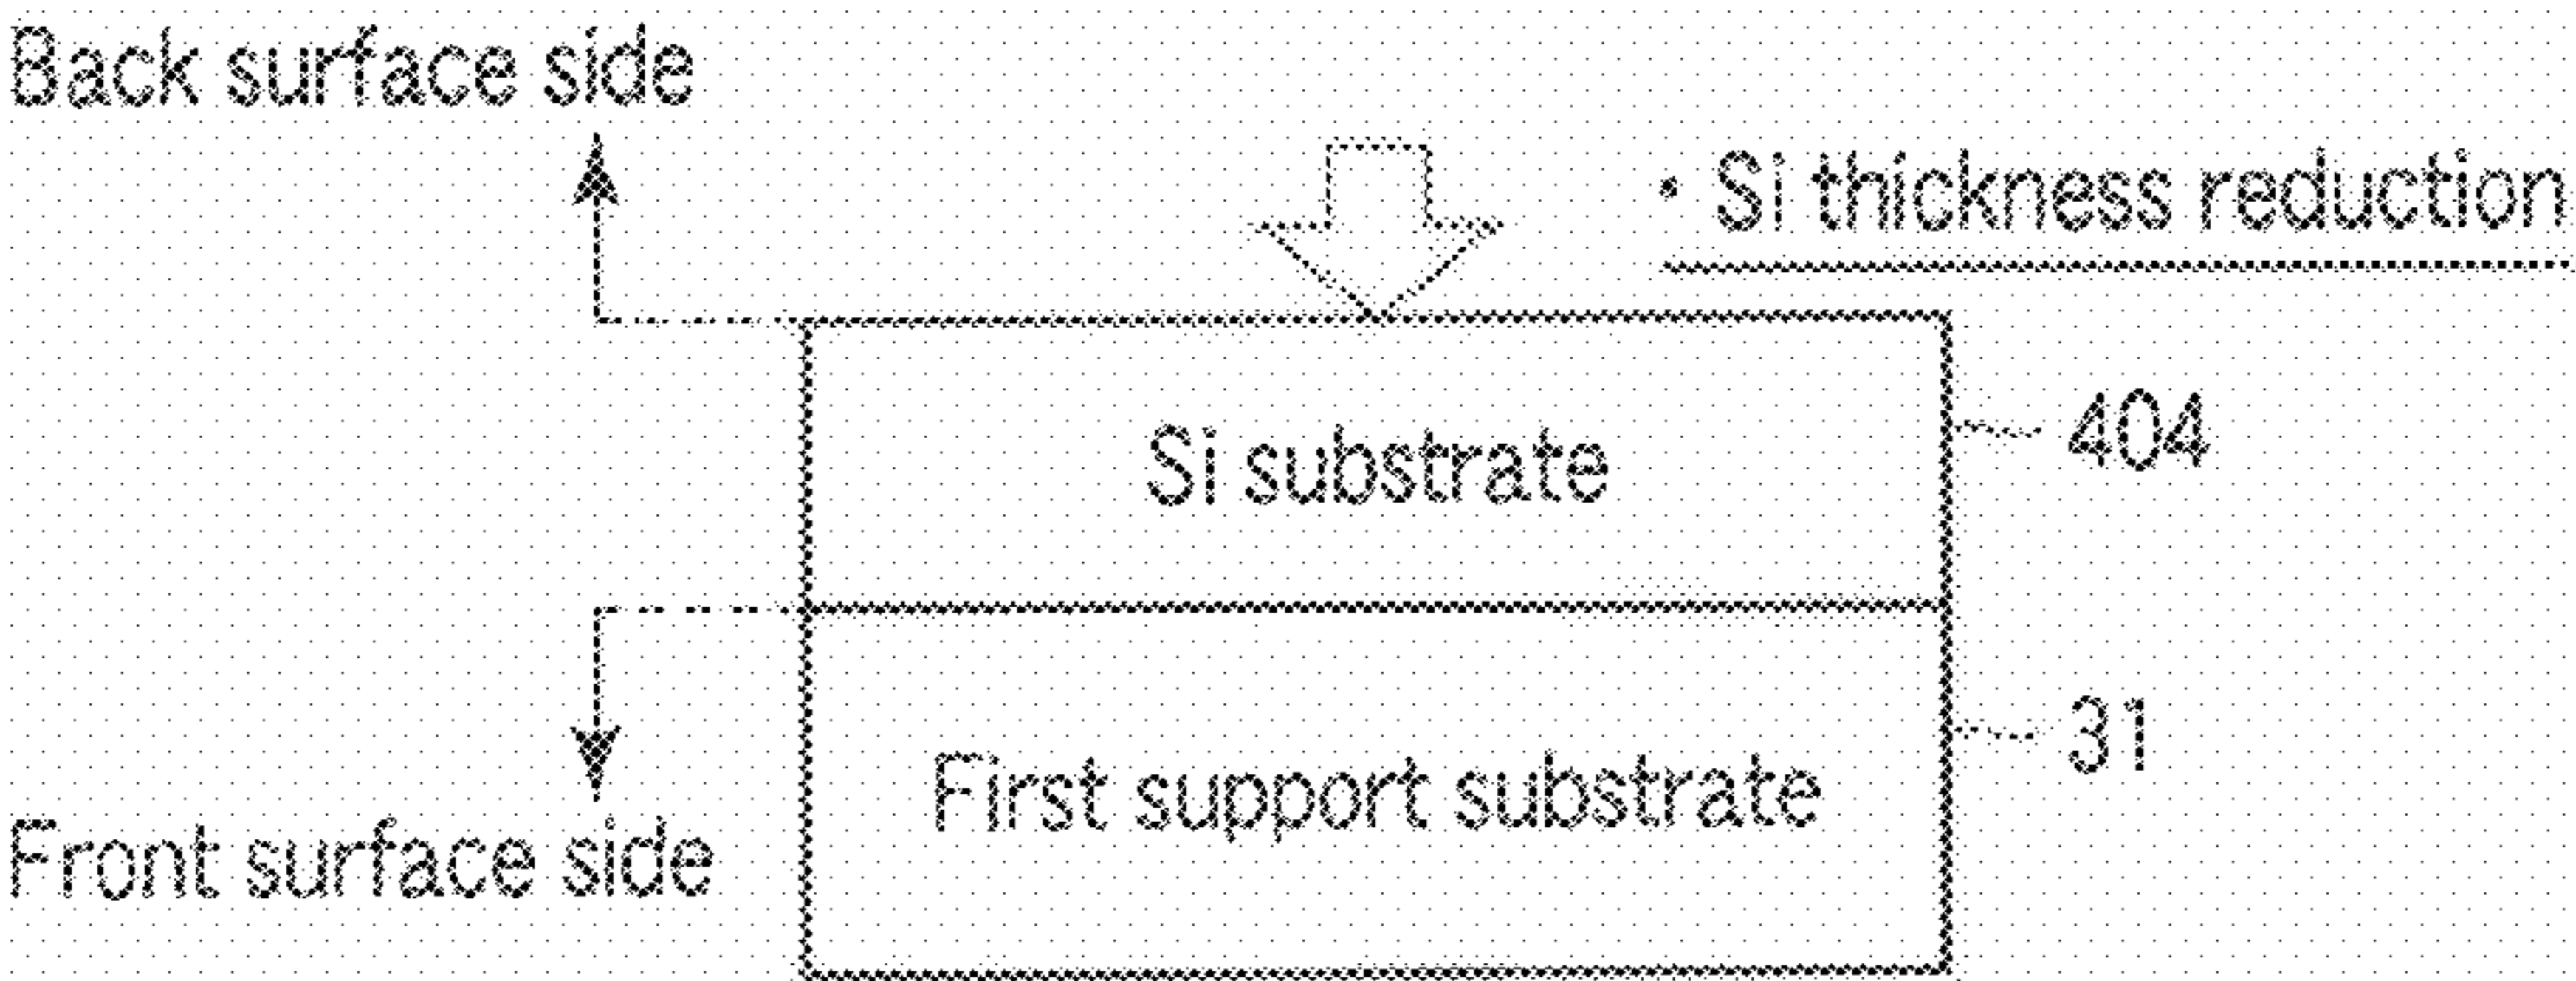 Back surface side
• Si thickness reduction
Si substrate
404
First support substrate
31
Front surface side